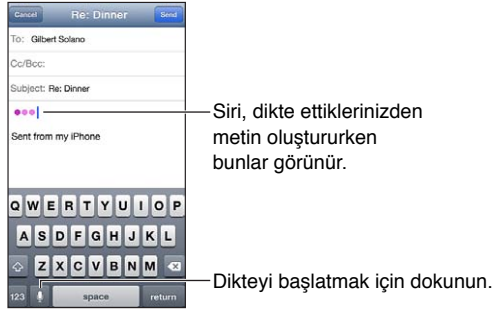 Cancel Re: Dinner Send
To: Gilbert Solano
Cc/Bcc:
Subject: Re: Dinner
Siri, dikte ettiklerinizden
metin oluştururken
bunlar görünür.
Sent from my iPhone
Q W E R T Y U I O P
A S D F G H J K L
Z X C V B N M
Dikteyi başlatmak için dokunun.
123 space return